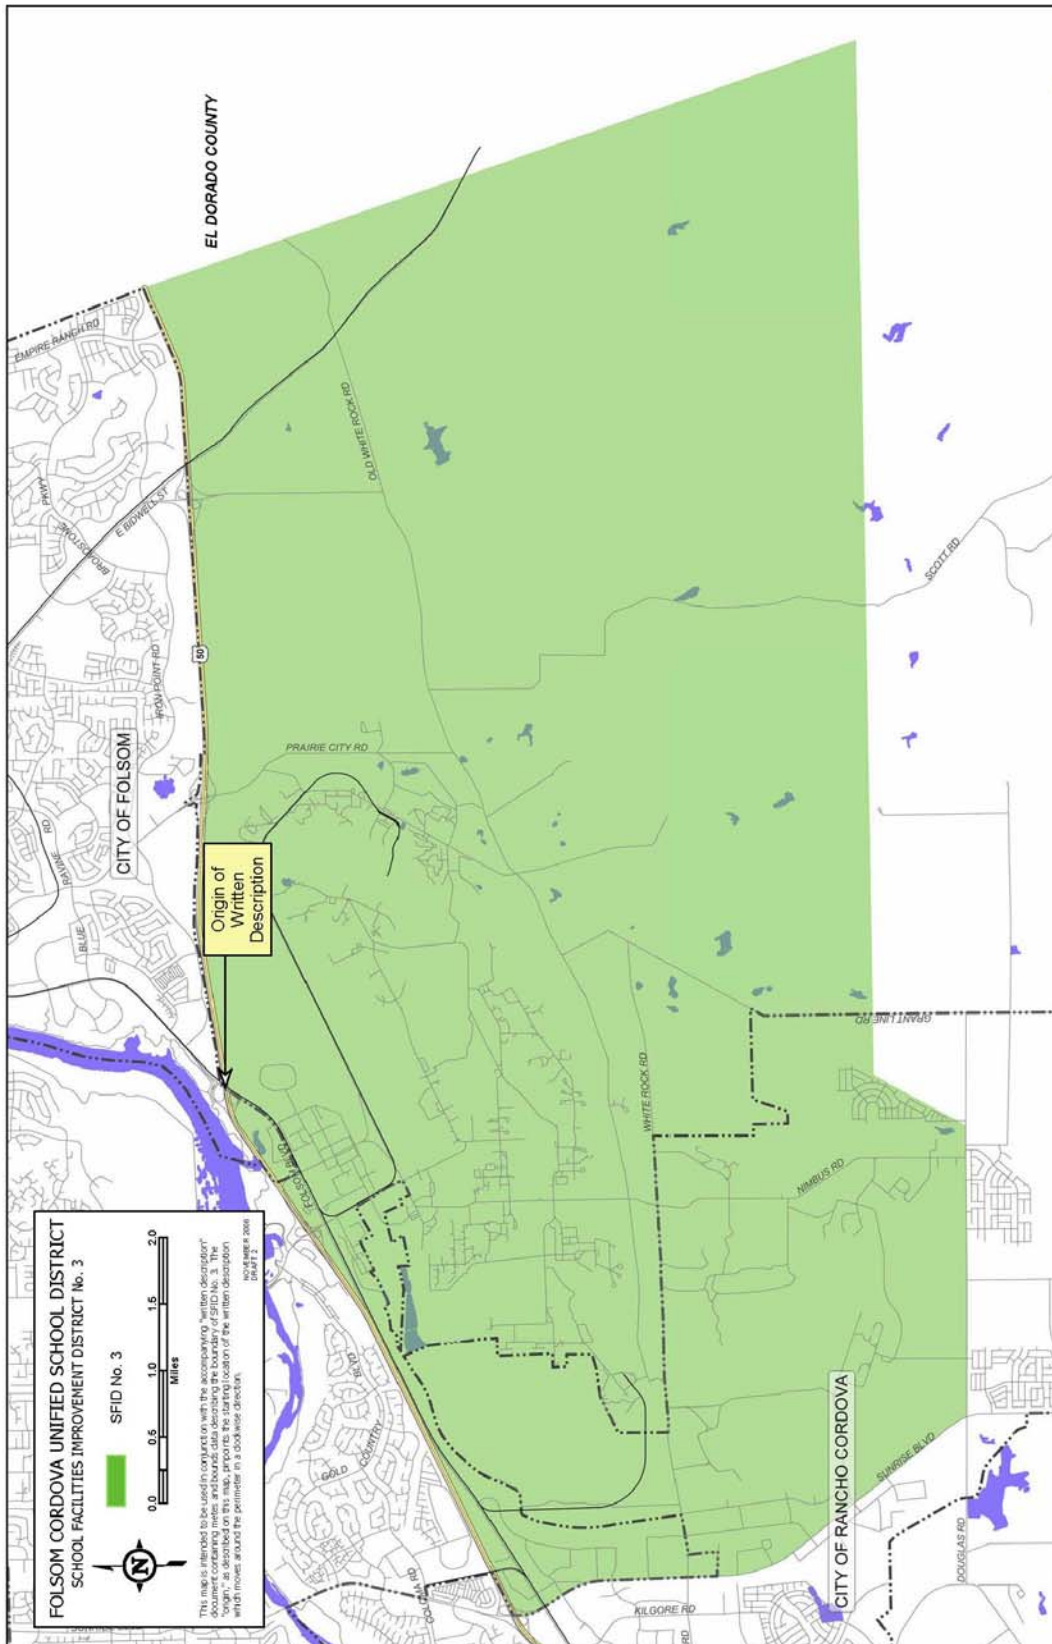 FOLSOM CORDOVA UNIFIED SCHOOL DISTRICT
SCHOOL FACILITIES IMPROVEMENT DISTRICT No. 3
N
SFID No. 3
0.0 0.5 1.0 1.5 2.0
Miles
This map is intended to be used in conjunction with the accompanying "written description"
document containing metes and bounds data describing the boundary of SFID No. 3. The
"origin," as described on this map, pinpoints the starting location of the written description
which moves around the perimeter in a clockwise direction.
NOVEMBER 2006
DRAFT 2
EL DORADO COUNTY
EMPIRE RANCH RD
PKWY
BROADSTONE
E BIDWELL ST
IRON POINT RD
50
CITY OF FOLSOM
RAVINE RD
BLUE
Origin of
Written
Description
OLD WHITE ROCK RD
PRAIRIE CITY RD
SCOTT RD
FOLSOM BLVD
WHITE ROCK RD
GRANT LINE RD
NIMBUS RD
GOLD COUNTRY BLVD
COLOMA RD
KILGORE RD
RD
CITY OF RANCHO CORDOVA
SUNRISE BLVD
DOUGLAS RD